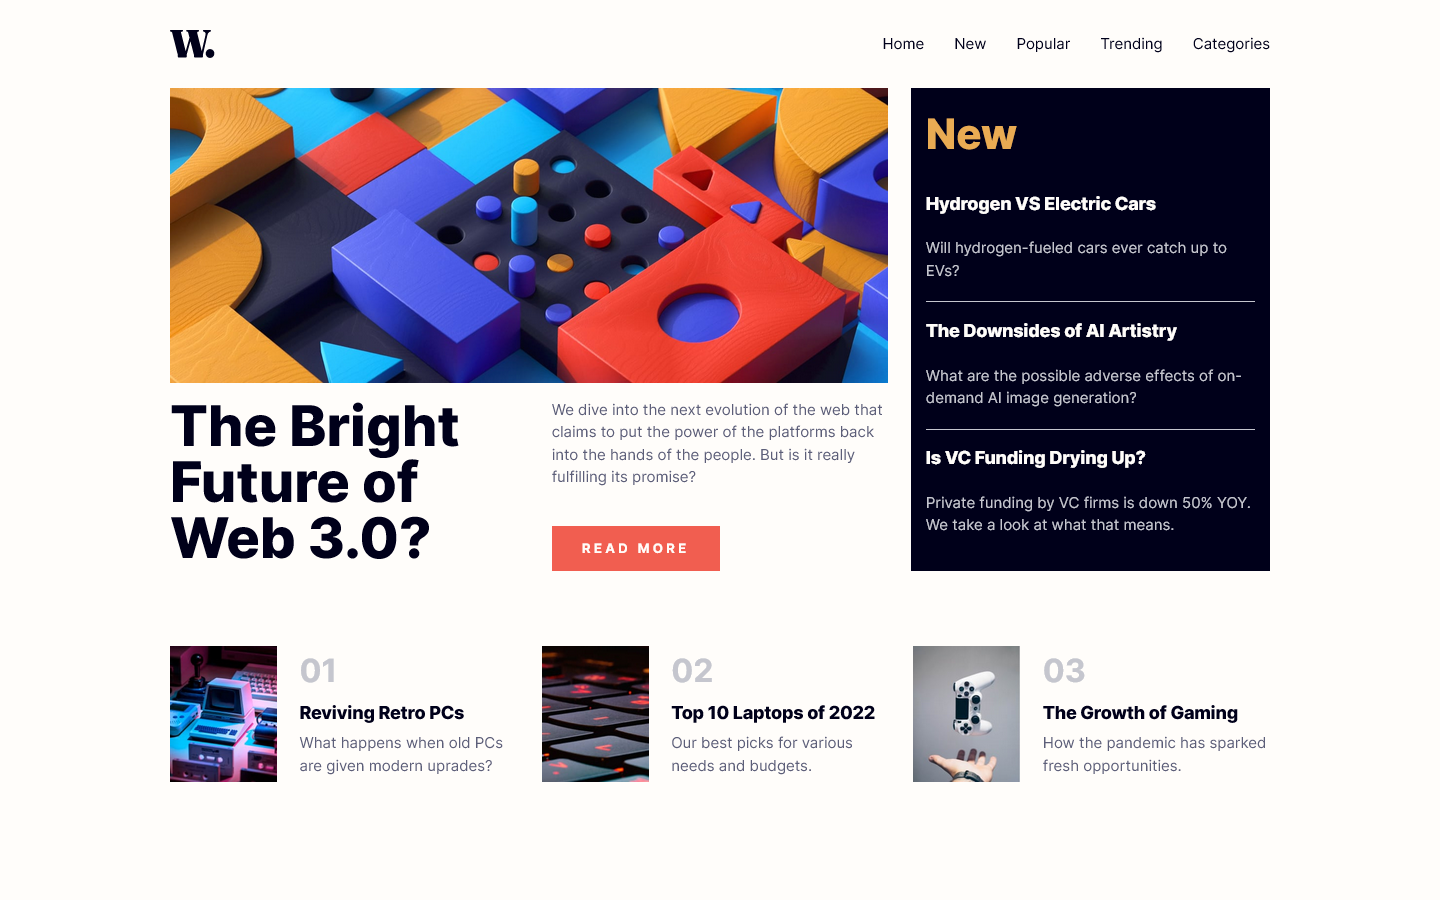 W.
Home New Popular Trending Categories
The Bright
Future of
Web 3.0?
We dive into the next evolution of the web that
claims to put the power of the platforms back
into the hands of the people. But is it really
fulfilling its promise?
READ MORE
New
Hydrogen VS Electric Cars
Will hydrogen-fueled cars ever catch up to
EVs?
The Downsides of AI Artistry
What are the possible adverse effects of on-
demand AI image generation?
Is VC Funding Drying Up?
Private funding by VC firms is down 50% YOY.
We take a look at what that means.
01
Reviving Retro PCs
What happens when old PCs
are given modern uprades?
02
Top 10 Laptops of 2022
Our best picks for various
needs and budgets.
03
The Growth of Gaming
How the pandemic has sparked
fresh opportunities.